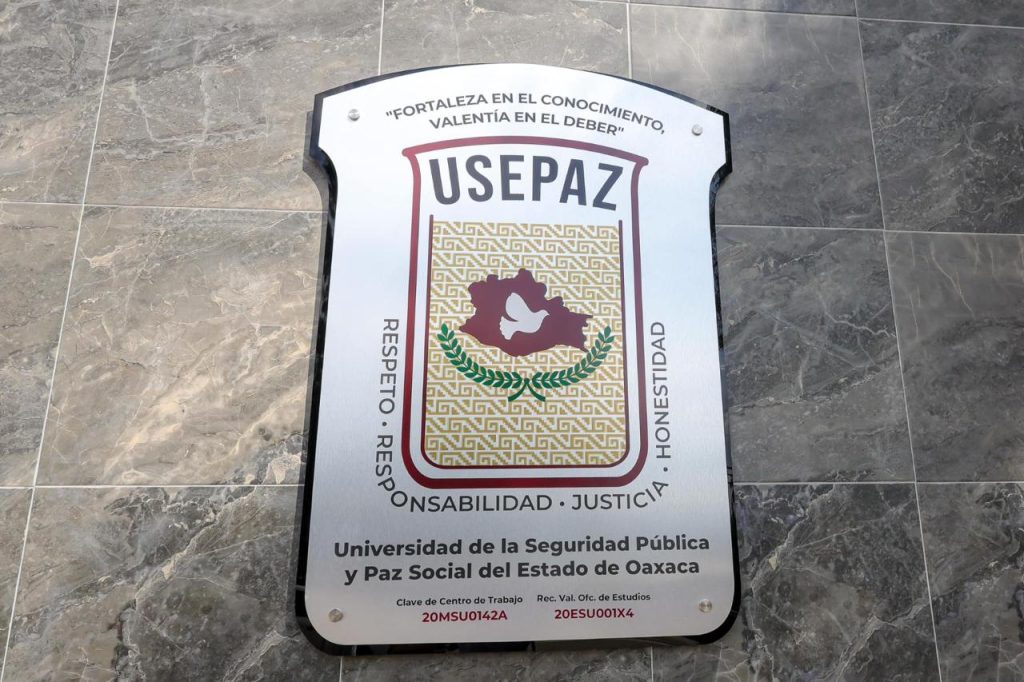 "FORTALEZA EN EL CONOCIMIENTO,
VALENTÍA EN EL DEBER"
USEPAZ
RESPETO · RESPONSABILIDAD · JUSTICIA · HONESTIDAD
Universidad de la Seguridad Pública
y Paz Social del Estado de Oaxaca
Clave de Centro de Trabajo Rec. Val. Ofc. de Estudios
20MSU0142A 20ESU001X4